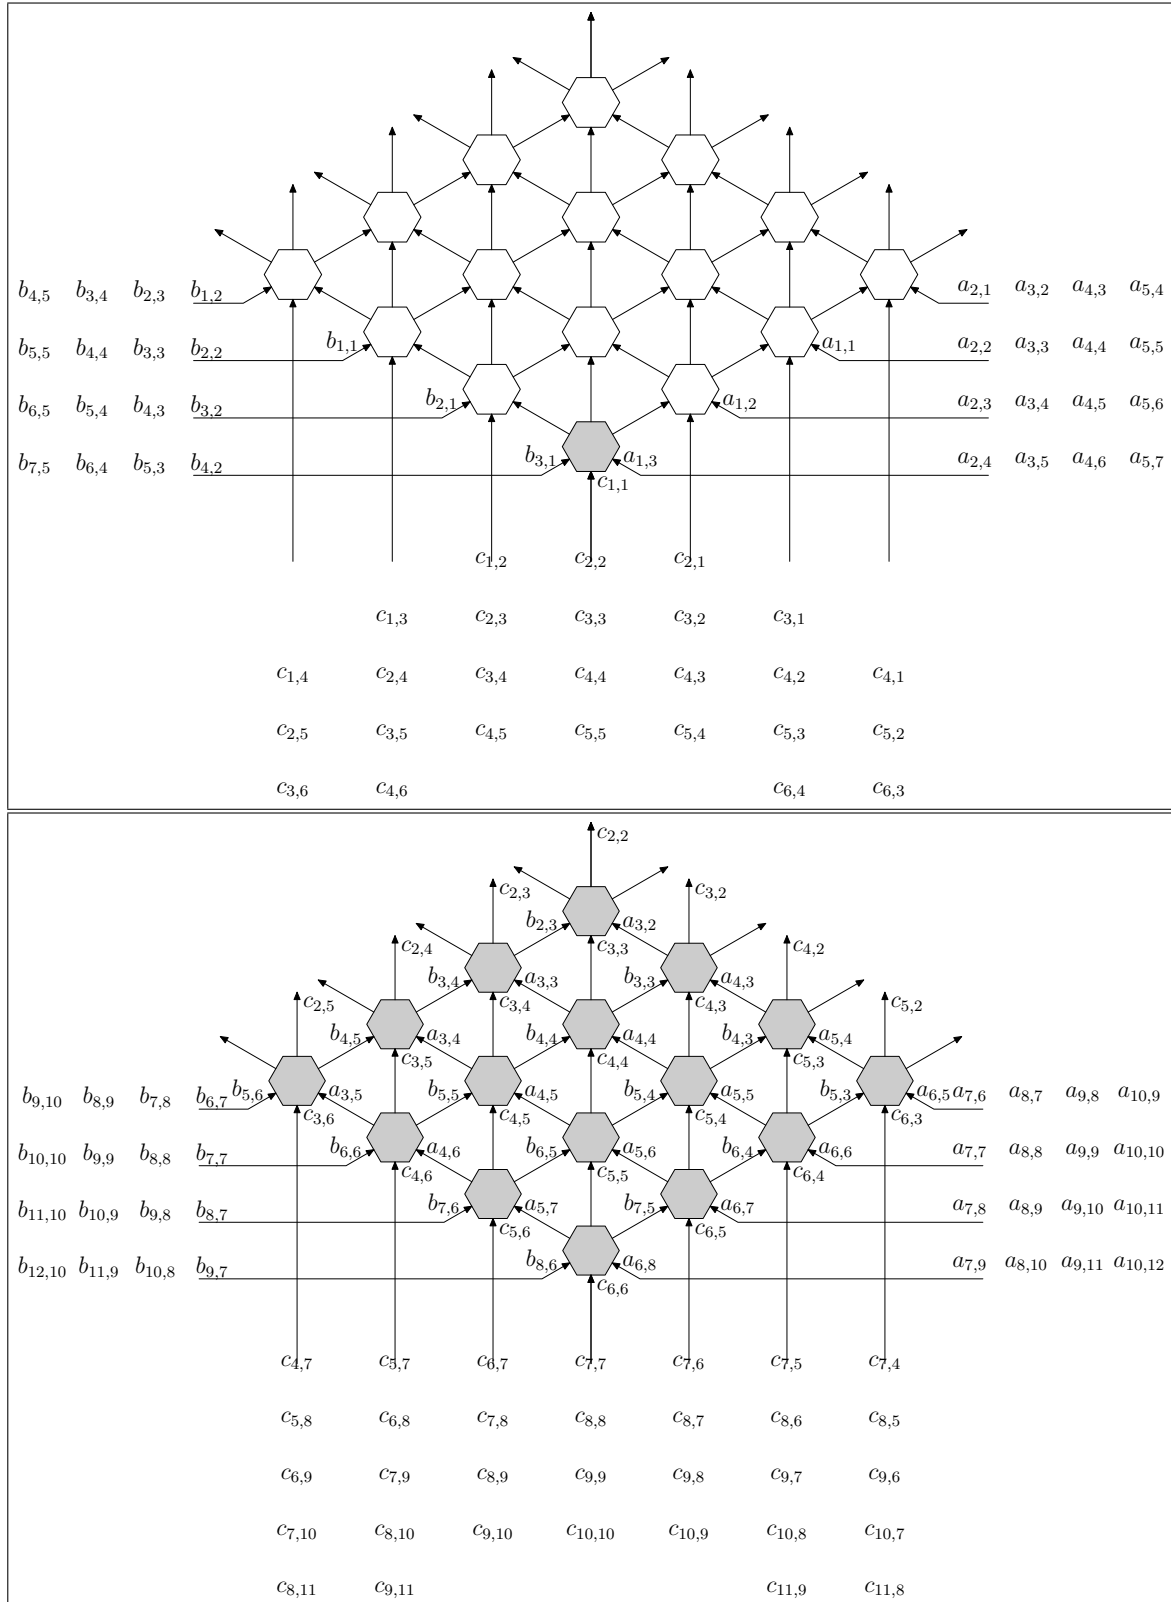 b4,5 b3,4 b2,3 b1,2 a2,1 a3,2 a4,3 a5,4
b5,5 b4,4 b3,3 b2,2 b1,1 a1,1 a2,2 a3,3 a4,4 a5,5
b6,5 b5,4 b4,3 b3,2 b2,1 a1,2 a2,3 a3,4 a4,5 a5,6
b7,5 b6,4 b5,3 b4,2 b3,1 a1,3 a2,4 a3,5 a4,6 a5,7
c1,1
c1,2 c2,2 c2,1
c1,3 c2,3 c3,3 c3,2 c3,1
c1,4 c2,4 c3,4 c4,4 c4,3 c4,2 c4,1
c2,5 c3,5 c4,5 c5,5 c5,4 c5,3 c5,2
c3,6 c4,6 c6,4 c6,3
c2,2
c2,3 c3,2
b2,3 a3,2
c2,4 c3,3 c4,2
b3,4 a3,3 b3,3 a4,3
c2,5 c3,4 c4,3 c5,2
b4,5 a3,4 b4,4 a4,4 b4,3 a5,4
c3,5 c4,4 c5,3
b9,10 b8,9 b7,8 b6,7 b5,6 a3,5 b5,5 a4,5 b5,4 a5,5 b5,3 a6,5 a7,6 a8,7 a9,8 a10,9
c3,6 c4,5 c5,4 c6,3
b10,10 b9,9 b8,8 b7,7 b6,6 a4,6 b6,5 a5,6 b6,4 a6,6 a7,7 a8,8 a9,9 a10,10
c4,6 c5,5 c6,4
b11,10 b10,9 b9,8 b8,7 b7,6 a5,7 b7,5 a6,7 a7,8 a8,9 a9,10 a10,11
c5,6 c6,5
b12,10 b11,9 b10,8 b9,7 b8,6 a6,8 a7,9 a8,10 a9,11 a10,12
c6,6
c4,7 c5,7 c6,7 c7,7 c7,6 c7,5 c7,4
c5,8 c6,8 c7,8 c8,8 c8,7 c8,6 c8,5
c6,9 c7,9 c8,9 c9,9 c9,8 c9,7 c9,6
c7,10 c8,10 c9,10 c10,10 c10,9 c10,8 c10,7
c8,11 c9,11 c11,9 c11,8